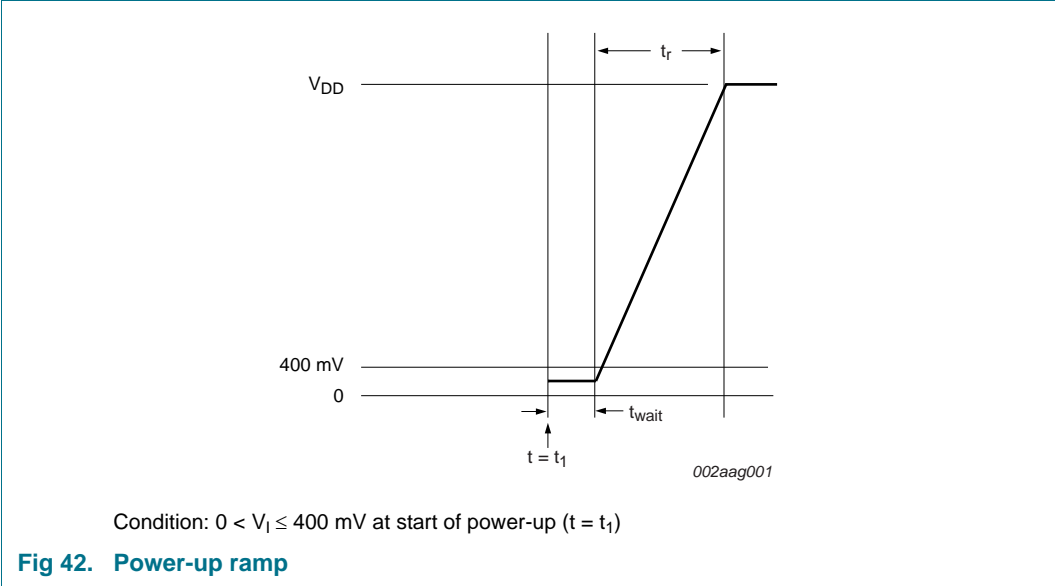 t_r
V_DD
400 mV
0
t_wait
t = t_1
002aag001
Condition: 0 < V_I ≤ 400 mV at start of power-up (t = t_1)
Fig 42. Power-up ramp